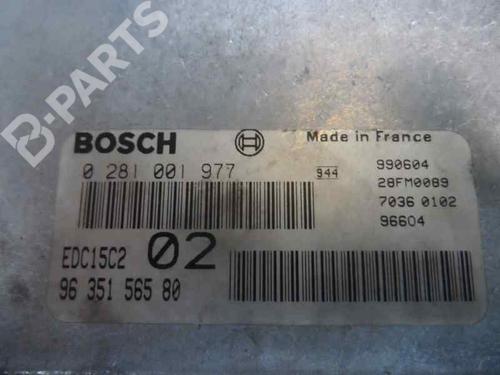 B-PARTS
BOSCH
Made in France
0 281 001 977
944
990604
28FM0089
7036 0102
96604
EDC15C2
02
96 351 565 80